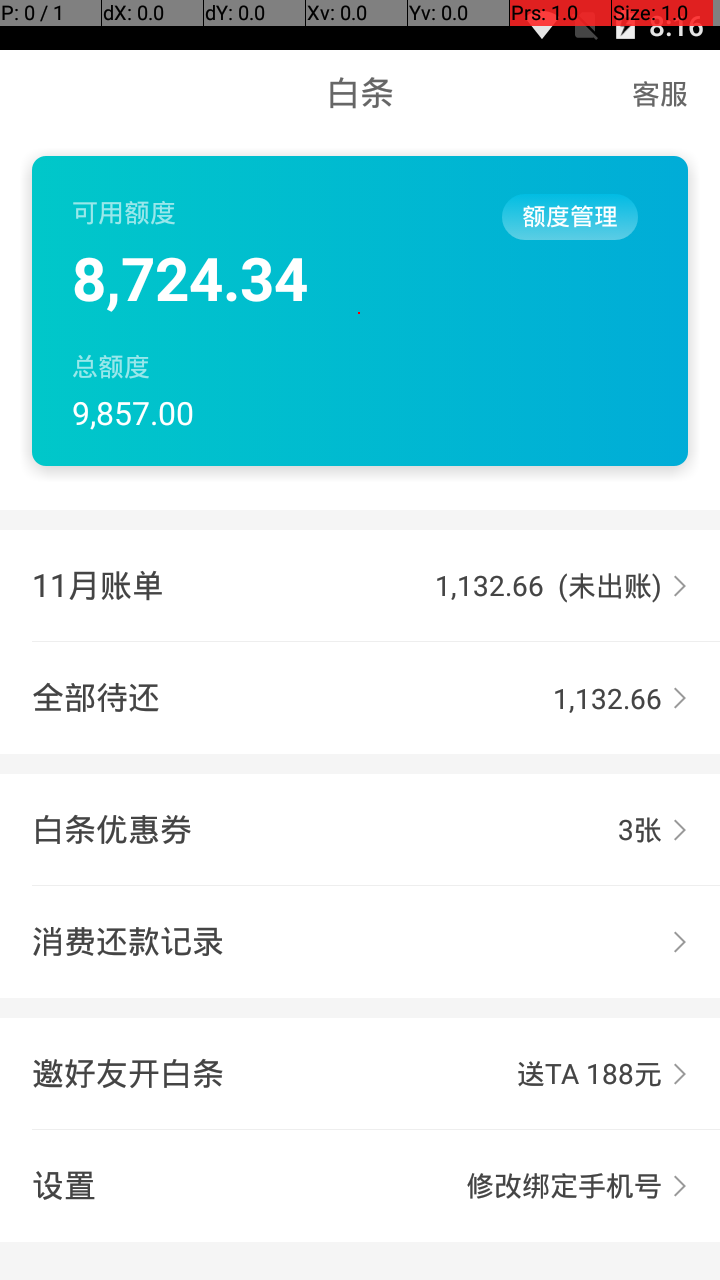 P: 0 / 1 dX: 0.0 dY: 0.0 Xv: 0.0 Yv: 0.0 Prs: 1.0 Size: 1.0
8:16
白条 客服
可用额度 额度管理
8,724.34
总额度
9,857.00
11月账单 1,132.66 (未出账)
全部待还 1,132.66
白条优惠券 3张
消费还款记录
邀好友开白条 送TA 188元
设置 修改绑定手机号